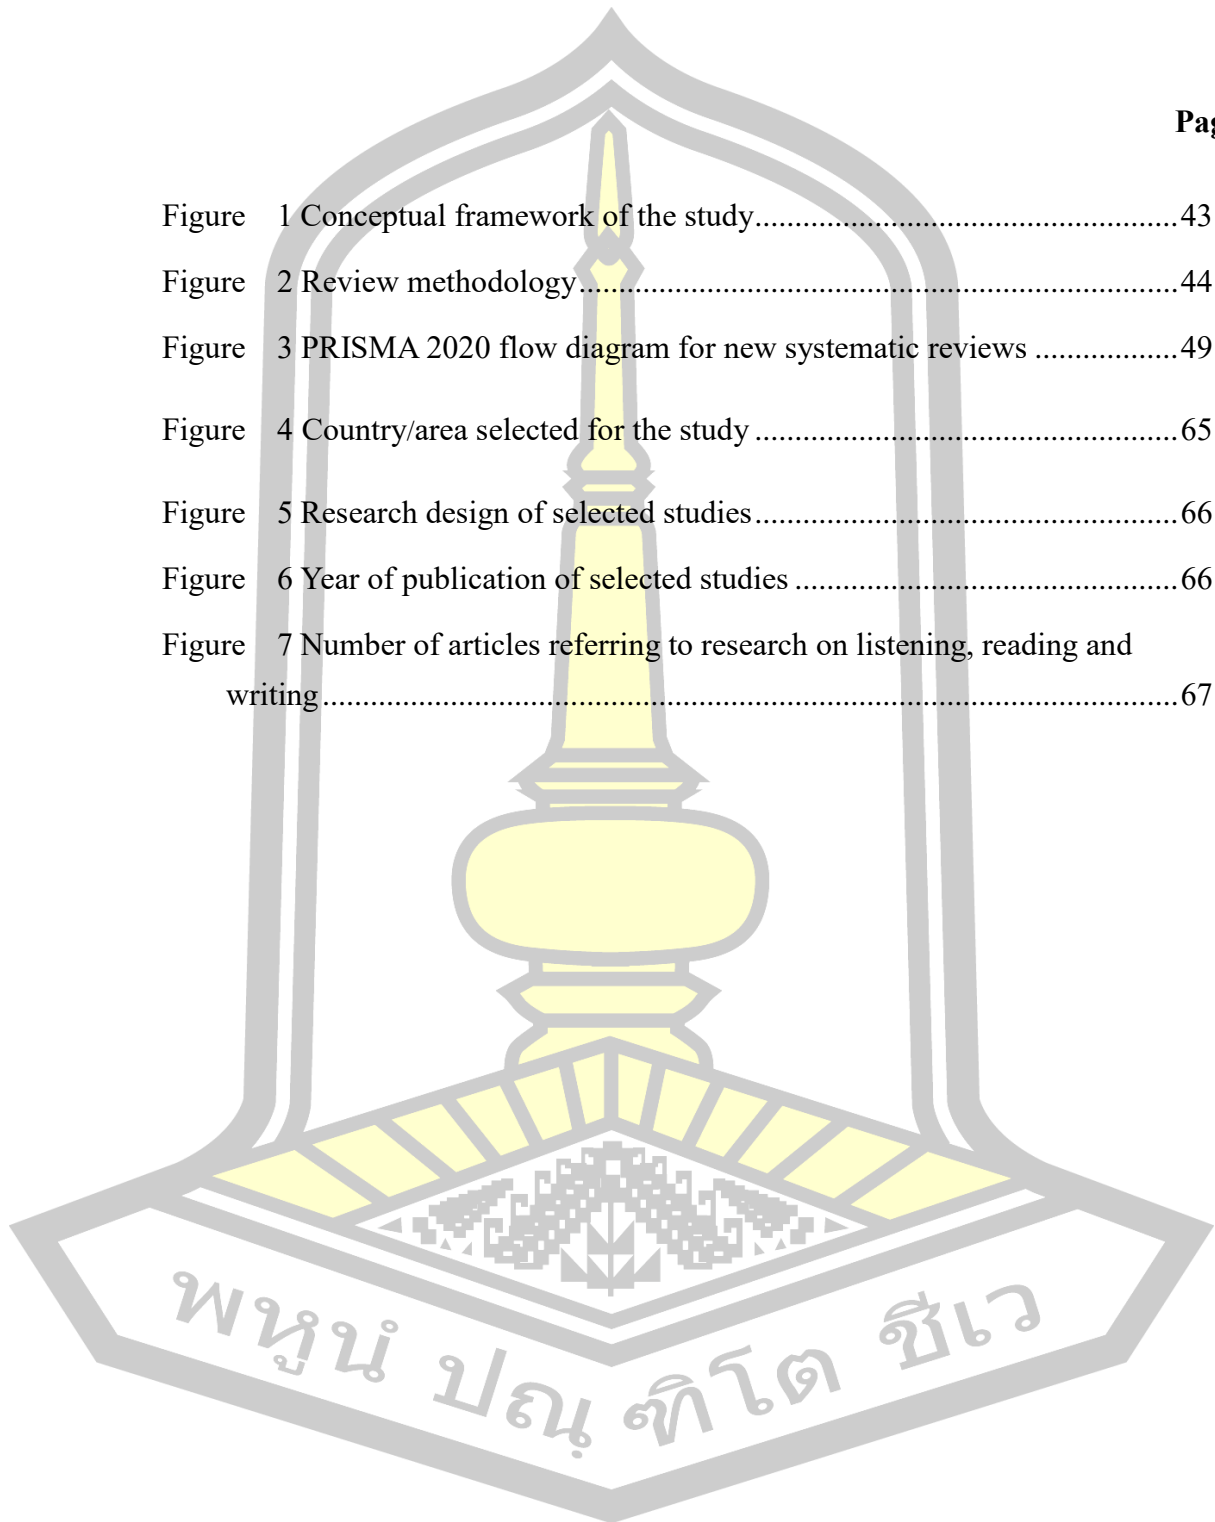 Pag
Figure 1 Conceptual framework of the study................................................43
Figure 2 Review methodology................................................44
Figure 3 PRISMA 2020 flow diagram for new systematic reviews ..................49
Figure 4 Country/area selected for the study ................................................65
Figure 5 Research design of selected studies................................................66
Figure 6 Year of publication of selected studies ................................................66
Figure 7 Number of articles referring to research on listening, reading and
writing................................................67
พหูนํ ปณฺ ฑิโต ชีเว